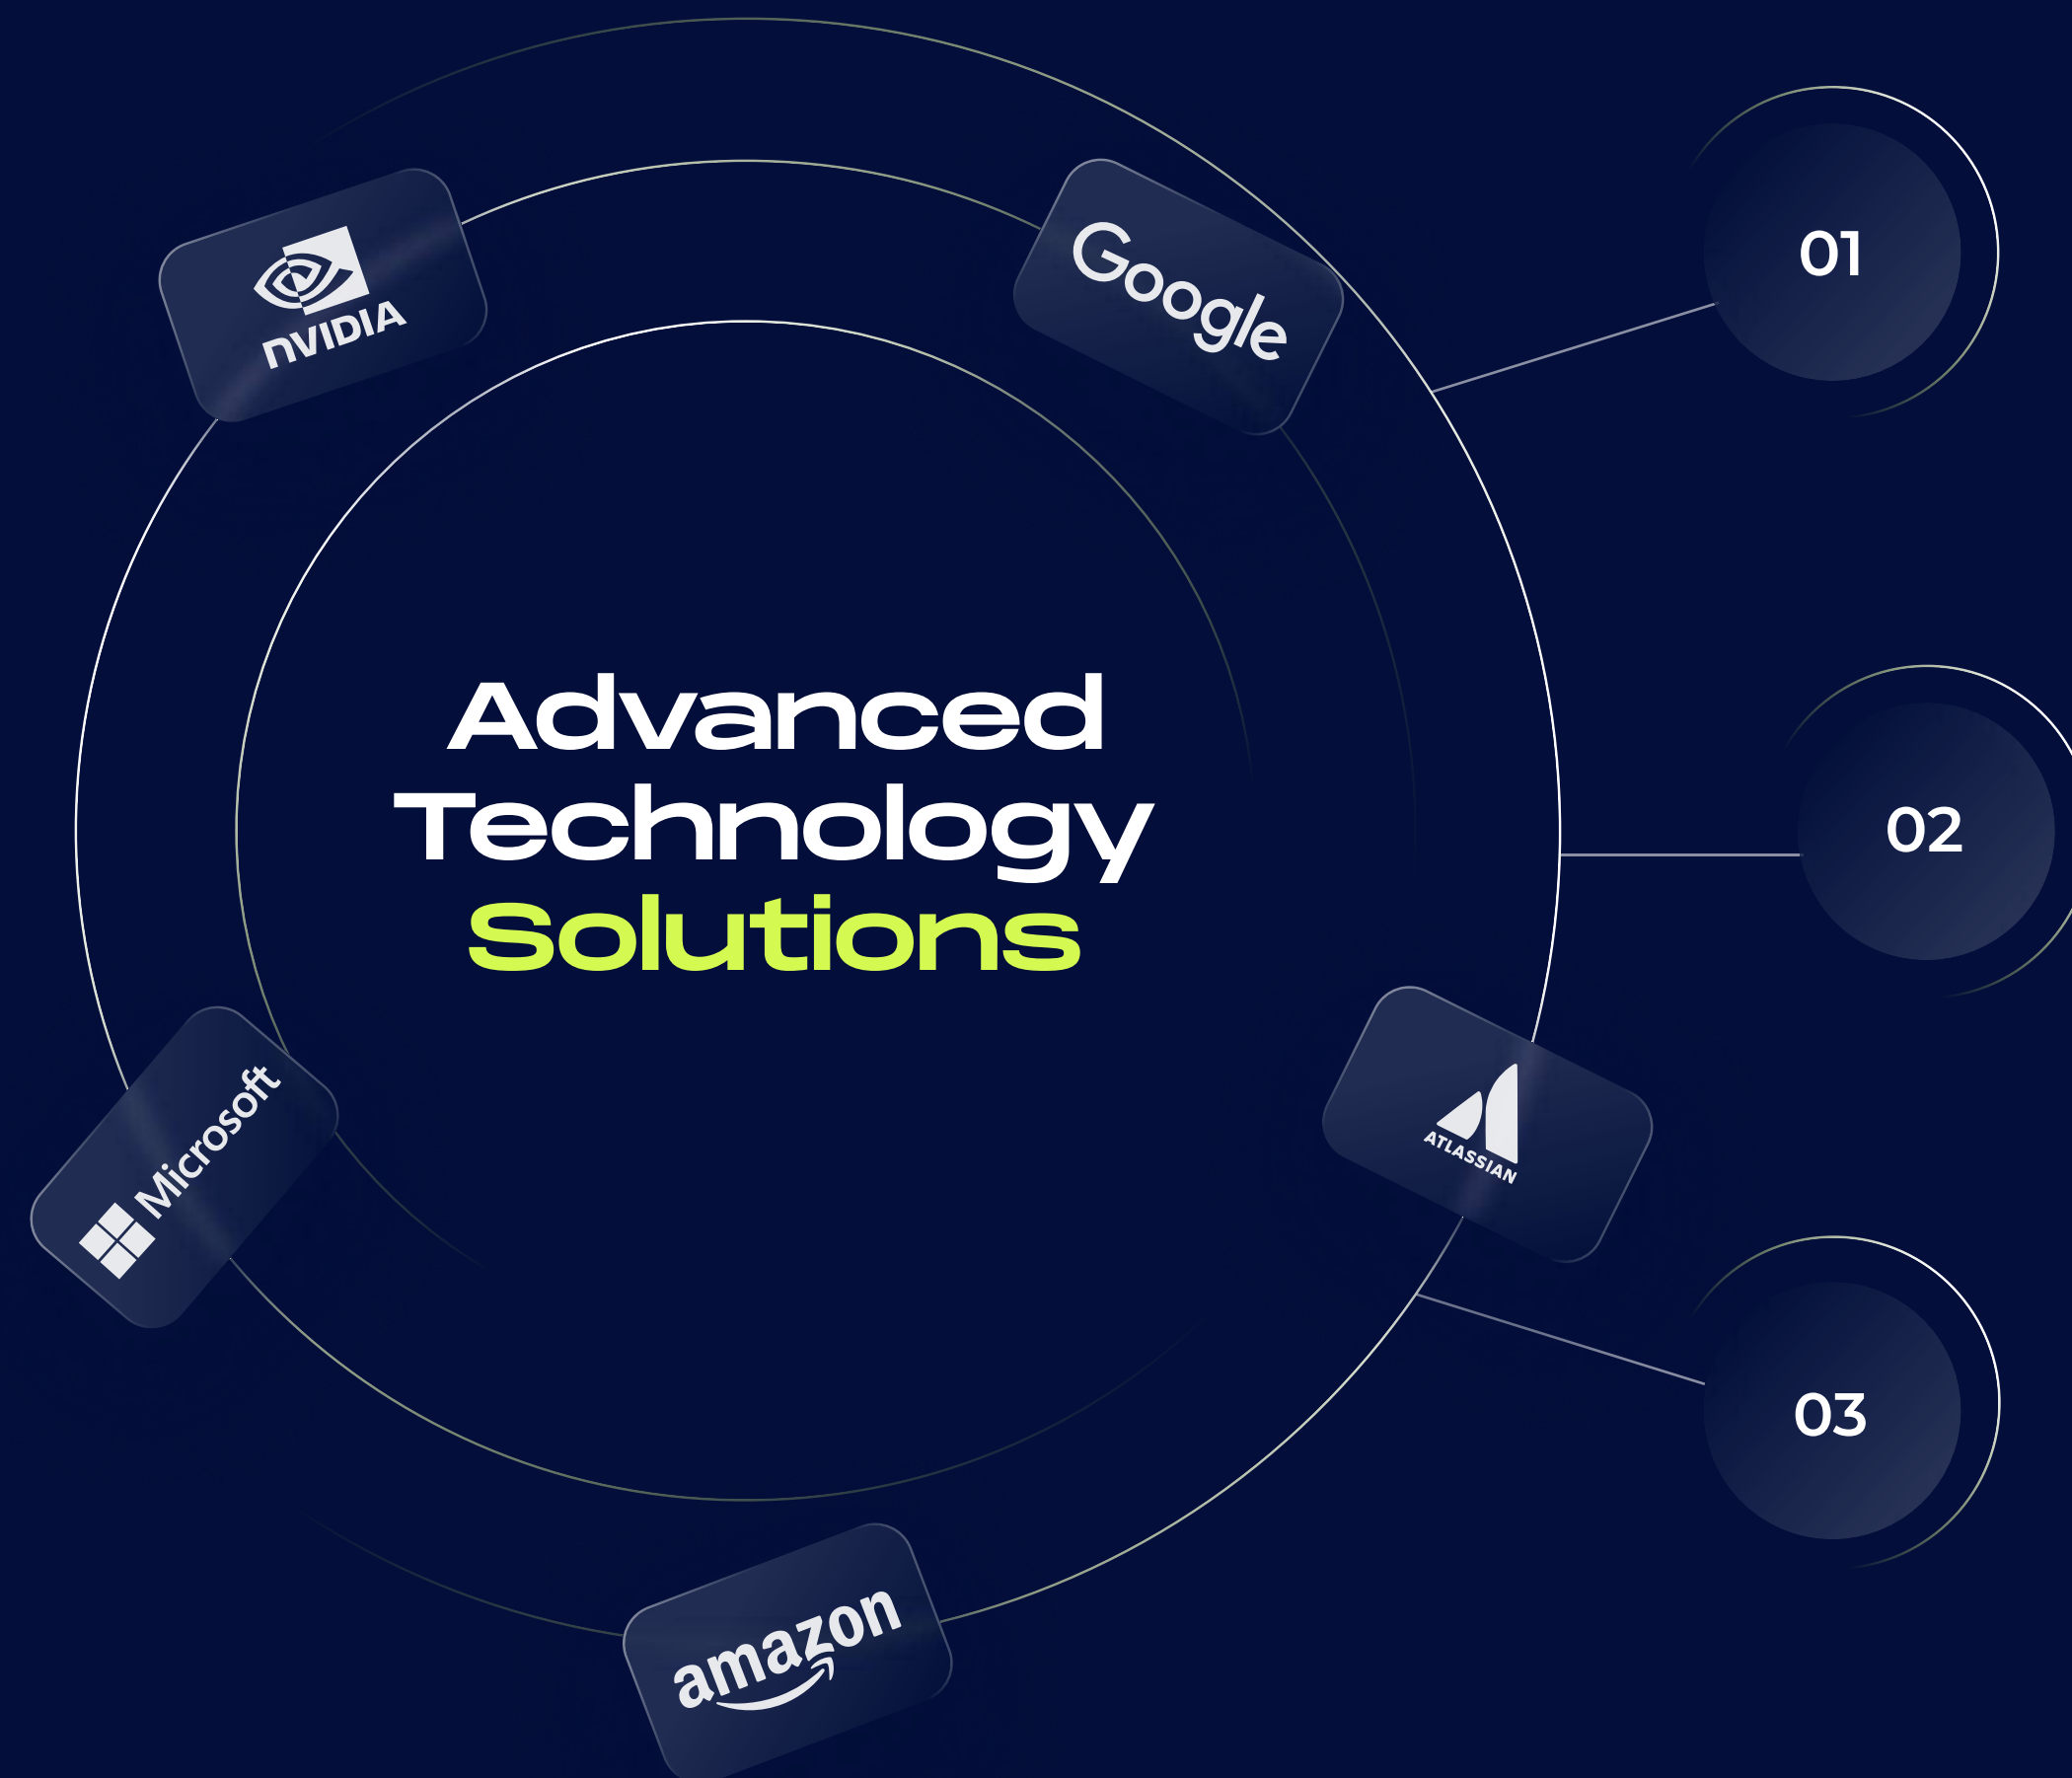 NVIDIA
Google
01
Advanced
Technology
Solutions
02
Microsoft
ATLASSIAN
03
amazon